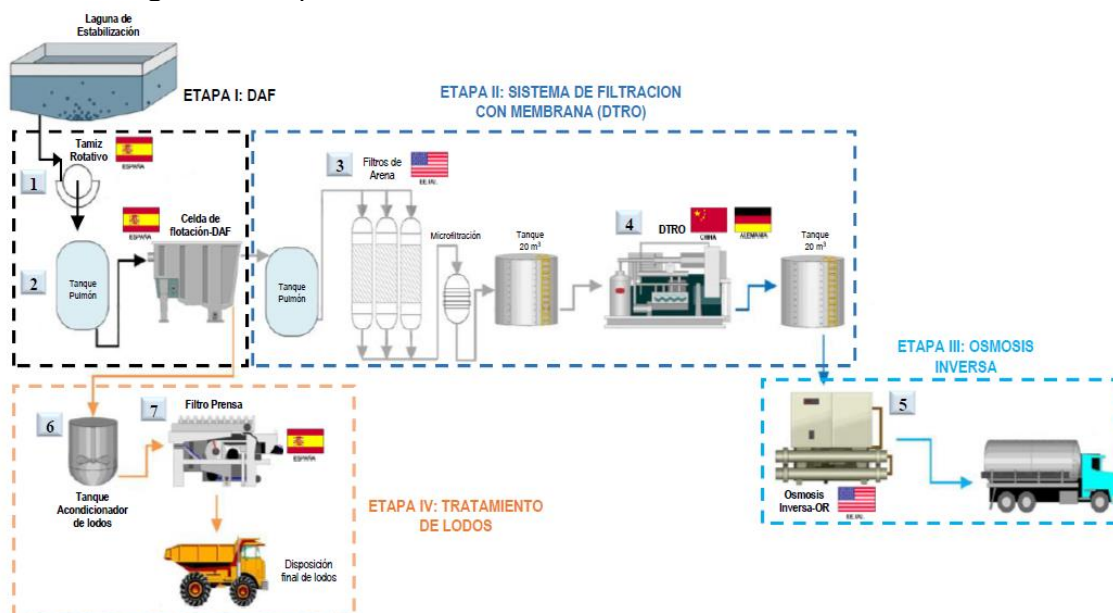 Laguna de
Estabilización
ETAPA I: DAF
ETAPA II: SISTEMA DE FILTRACION
CON MEMBRANA (DTRO)
Tamiz
Rotativo
ESPAÑA
1
ESPAÑA
Celda de
flotación-DAF
2
Tanque
Pulmón
3
Filtros de
Arena
EE.UU.
Tanque
Pulmón
Microfiltración
Tanque
20 m³
4
DTRO
CHINA
ALEMANIA
Tanque
20 m³
ETAPA III: OSMOSIS
INVERSA
5
Osmosis
Inversa-OR
EE.UU.
6
Tanque
Acondicionador
de lodos
7
Filtro Prensa
ESPAÑA
ETAPA IV: TRATAMIENTO
DE LODOS
Disposición
final de lodos